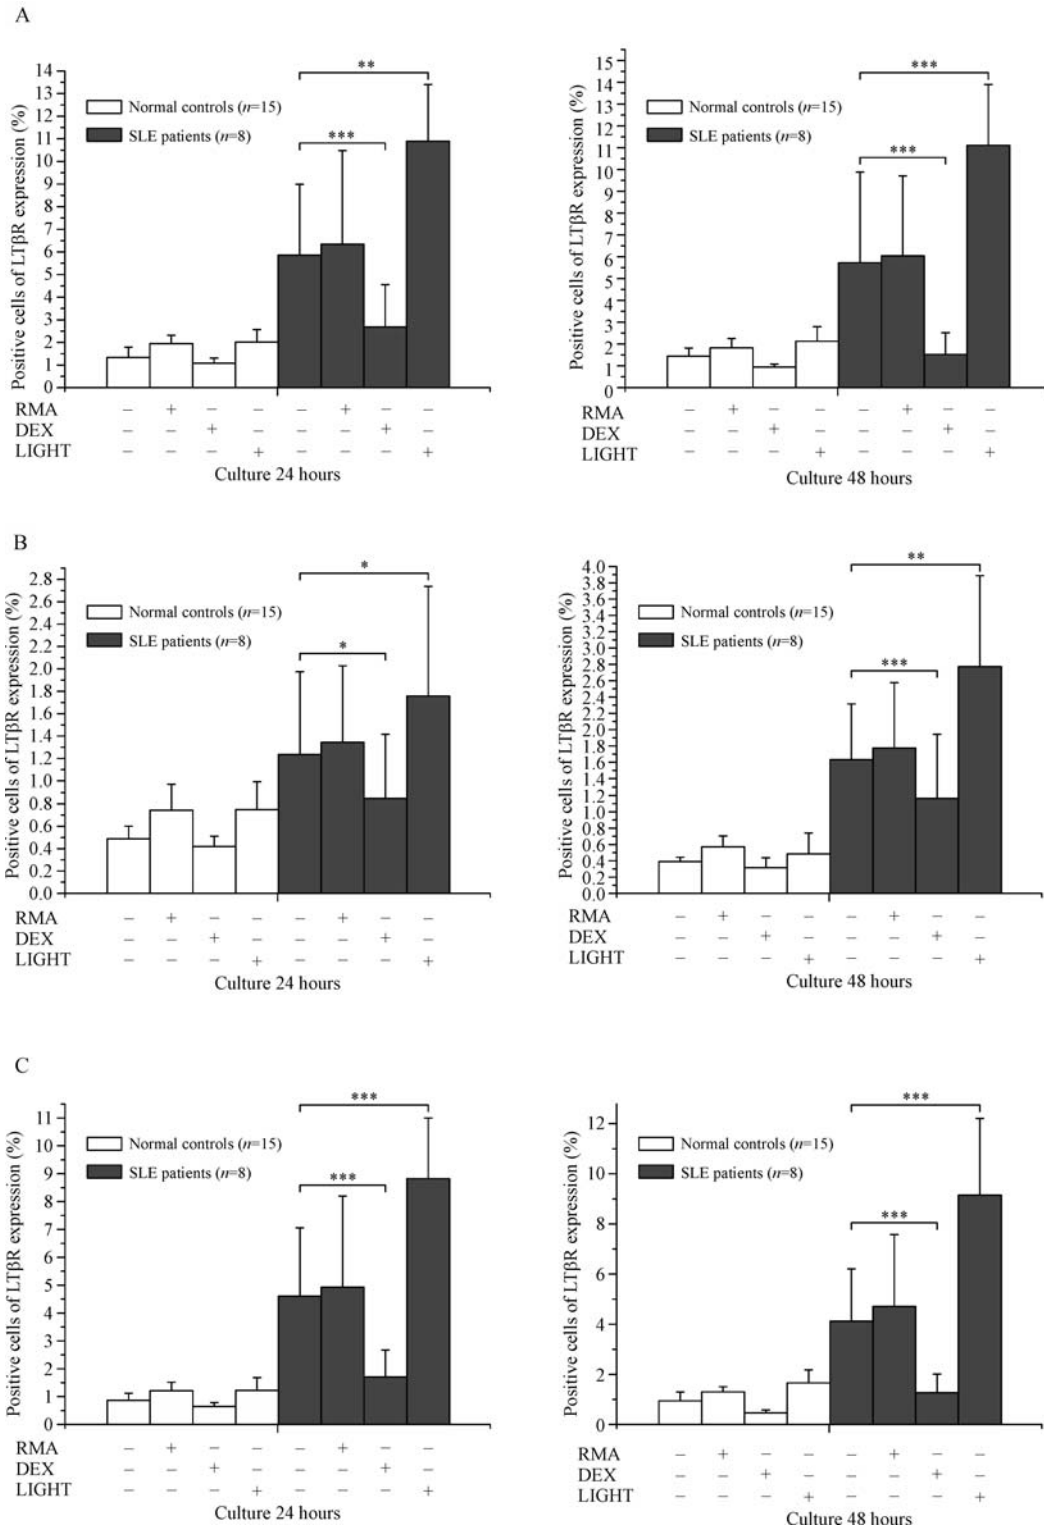 A
Positive cells of LTβR expression (%)
14
13
12
11
10
9
8
7
6
5
4
3
2
1
0
Normal controls (n=15)
SLE patients (n=8)
**
***
RMA – + – – – + – –
DEX – – + – – – + –
LIGHT – – – + – – – +
Culture 24 hours
Positive cells of LTβR expression (%)
15
14
13
12
11
10
9
8
7
6
5
4
3
2
1
0
Normal controls (n=15)
SLE patients (n=8)
***
***
RMA – + – – – + – –
DEX – – + – – – + –
LIGHT – – – + – – – +
Culture 48 hours
B
Positive cells of LTβR expression (%)
2.8
2.6
2.4
2.2
2.0
1.8
1.6
1.4
1.2
1.0
0.8
0.6
0.4
0.2
0.0
Normal controls (n=15)
SLE patients (n=8)
*
*
RMA – + – – – + – –
DEX – – + – – – + –
LIGHT – – – + – – – +
Culture 24 hours
Positive cells of LTβR expression (%)
4.0
3.8
3.6
3.4
3.2
3.0
2.8
2.6
2.4
2.2
2.0
1.8
1.6
1.4
1.2
1.0
0.8
0.6
0.4
0.2
0.0
Normal controls (n=15)
SLE patients (n=8)
**
***
RMA – + – – – + – –
DEX – – + – – – + –
LIGHT – – – + – – – +
Culture 48 hours
C
Positive cells of LTβR expression (%)
11
10
9
8
7
6
5
4
3
2
1
0
Normal controls (n=15)
SLE patients (n=8)
***
***
RMA – + – – – + – –
DEX – – + – – – + –
LIGHT – – – + – – – +
Culture 24 hours
Positive cells of LTβR expression (%)
12
10
8
6
4
2
0
Normal controls (n=15)
SLE patients (n=8)
***
***
RMA – + – – – + – –
DEX – – + – – – + –
LIGHT – – – + – – – +
Culture 48 hours